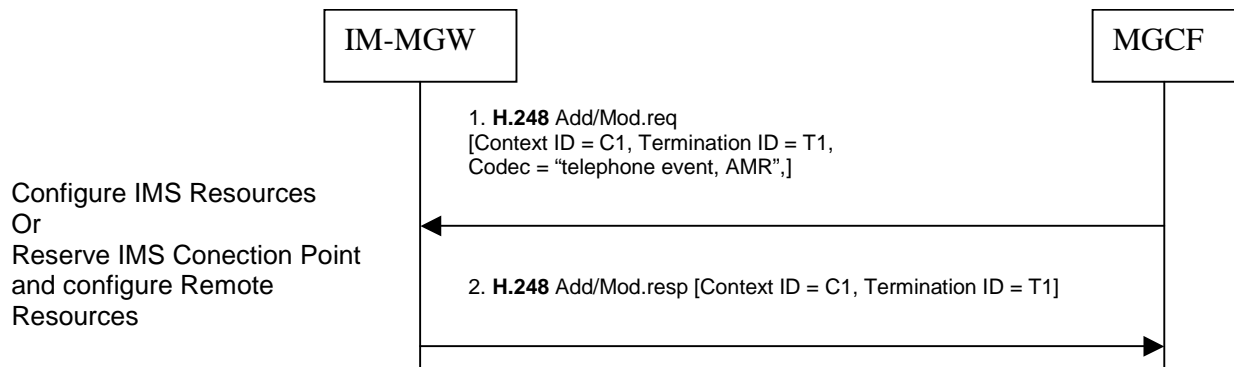 IM-MGW
MGCF
1. H.248 Add/Mod.req
[Context ID = C1, Termination ID = T1,
Codec = “telephone event, AMR”,]
Configure IMS Resources
Or
Reserve IMS Conection Point
and configure Remote
Resources
2. H.248 Add/Mod.resp [Context ID = C1, Termination ID = T1]